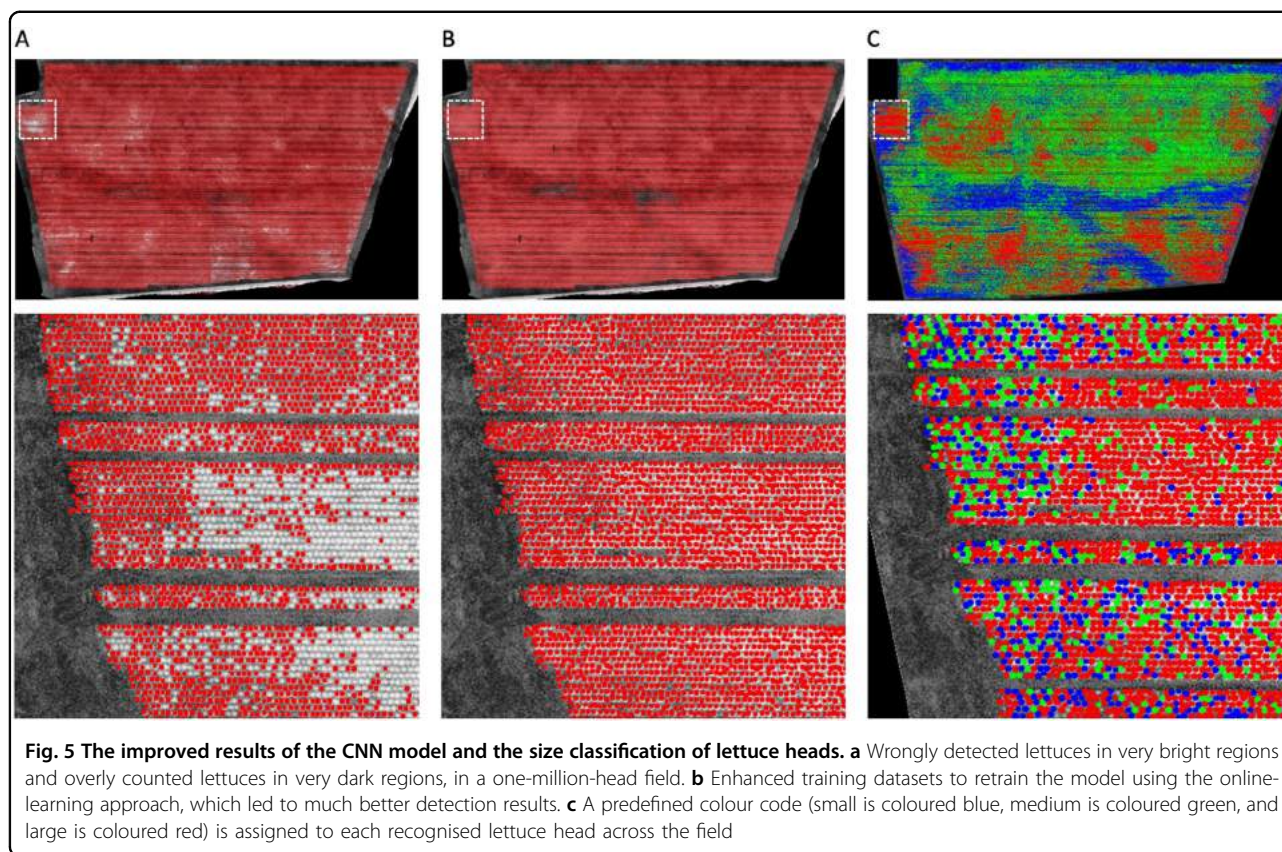 A
B
C
Fig. 5 The improved results of the CNN model and the size classification of lettuce heads. a Wrongly detected lettuces in very bright regions
and overly counted lettuces in very dark regions, in a one-million-head field. b Enhanced training datasets to retrain the model using the online-
learning approach, which led to much better detection results. c A predefined colour code (small is coloured blue, medium is coloured green, and
large is coloured red) is assigned to each recognised lettuce head across the field